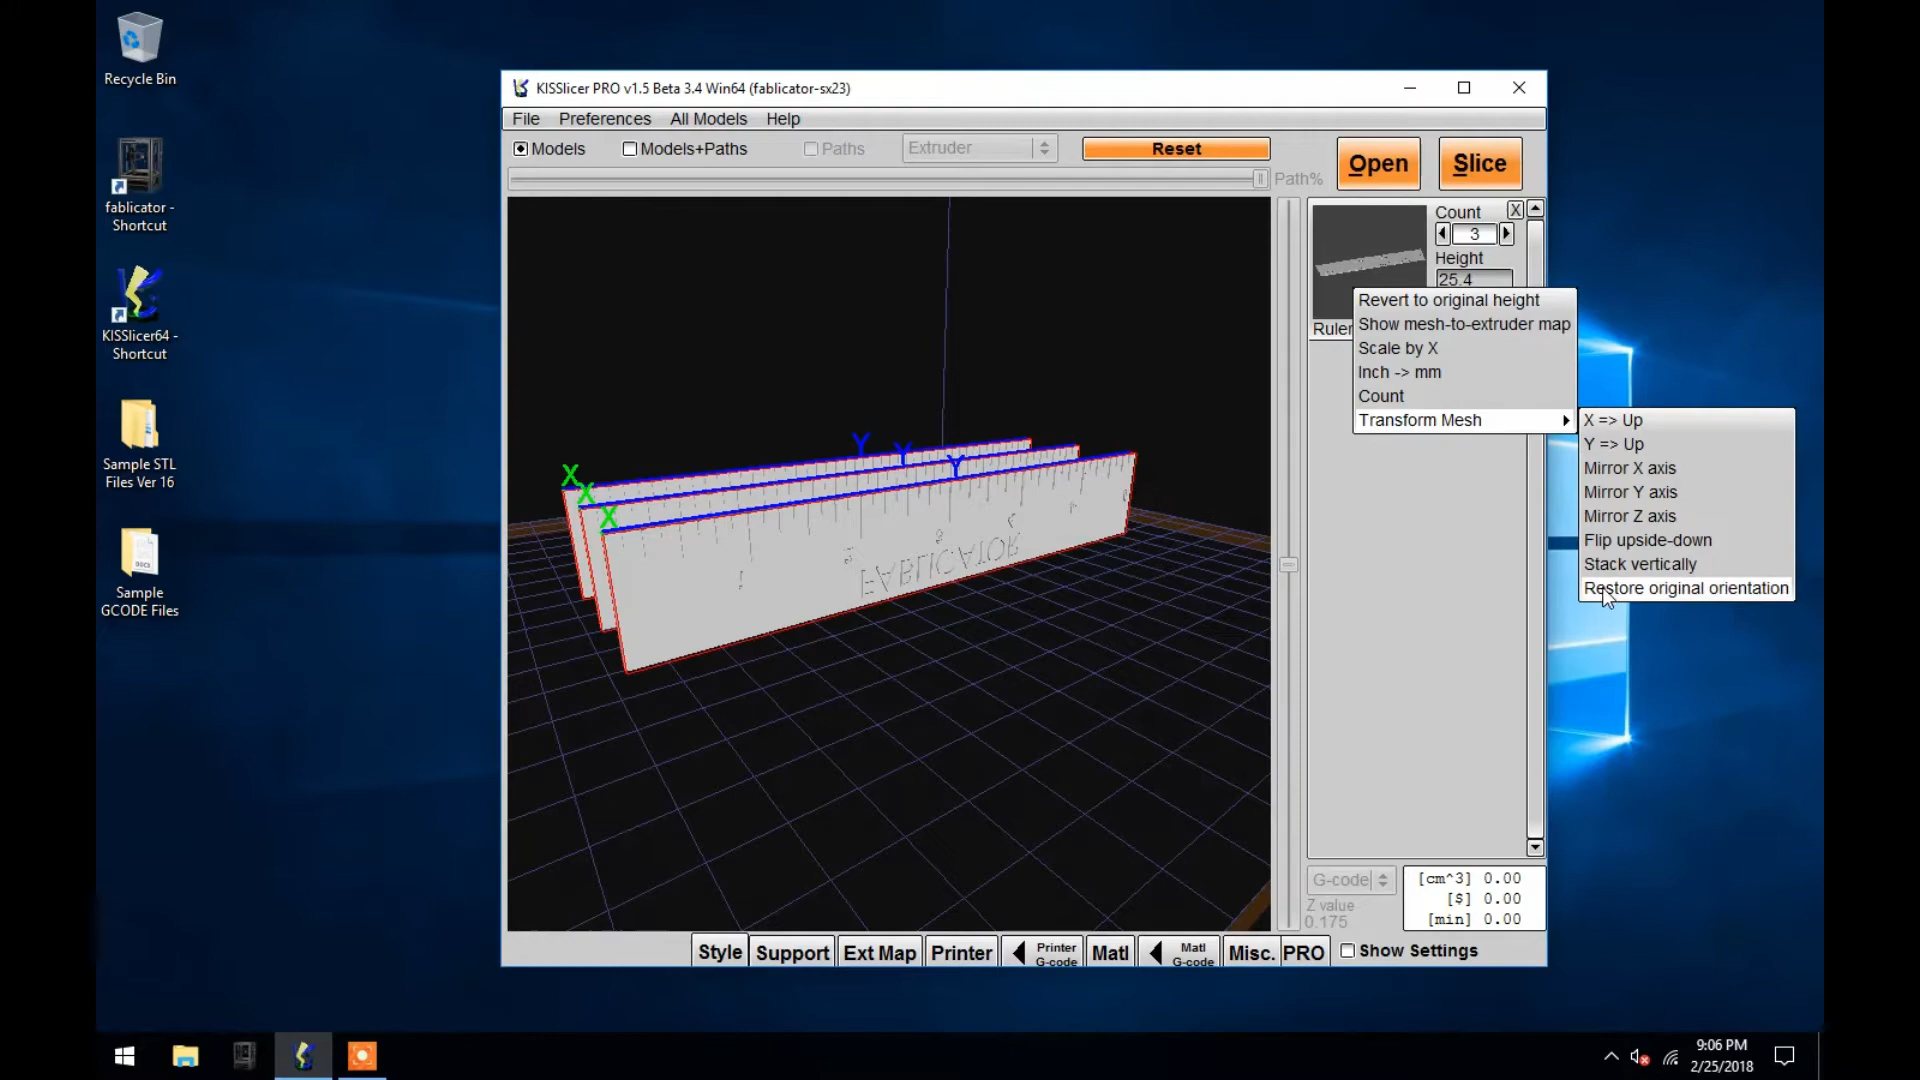 Recycle Bin
fablicator -
Shortcut
KISSlicer64 -
Shortcut
Sample STL
Files Ver 16
Sample
GCODE Files
KISSlicer PRO v1.5 Beta 3.4 Win64 (fablicator-sx23)
File Preferences All Models Help
Models Models+Paths Paths Extruder Reset
Open Slice
Path%
Count X
3
Height
25.4
Ruler
Revert to original height
Show mesh-to-extruder map
Scale by X
Inch -> mm
Count
Transform Mesh
X => Up
Y => Up
Mirror X axis
Mirror Y axis
Mirror Z axis
Flip upside-down
Stack vertically
Restore original orientation
Y Y Y
X
X
X
1 2 3
FABLICATOR
G-code
Z value
0.175
[cm^3] 0.00
[$] 0.00
[min] 0.00
Style Support Ext Map Printer Printer G-code Matl Matl G-code Misc. PRO Show Settings
9:06 PM
2/25/2018